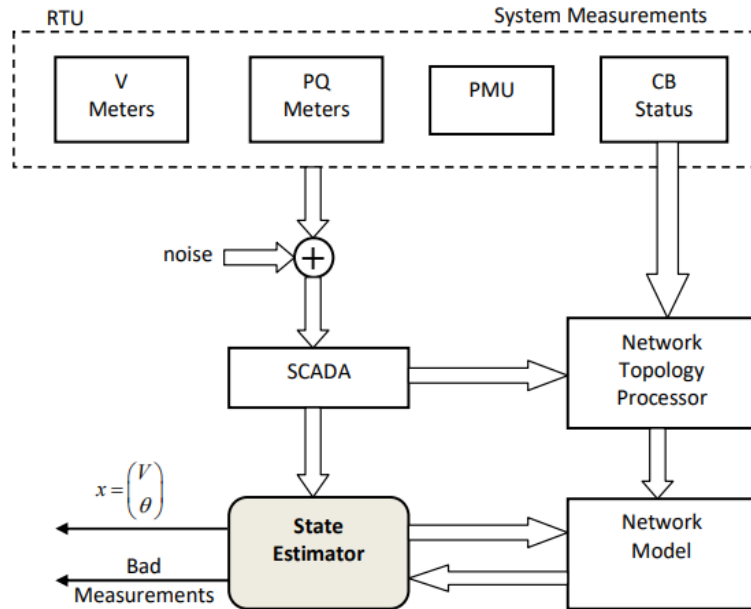 RTU
System Measurements
V
Meters
PQ
Meters
PMU
CB
Status
noise
+
SCADA
Network
Topology
Processor
x = (V
θ)
State
Estimator
Network
Model
Bad
Measurements